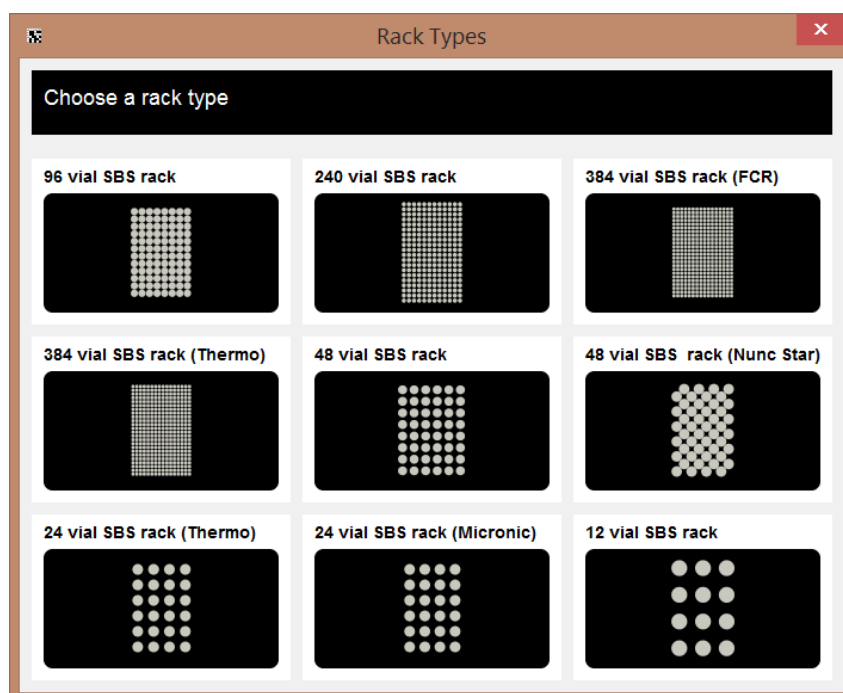 Rack Types
Choose a rack type
96 vial SBS rack
240 vial SBS rack
384 vial SBS rack (FCR)
384 vial SBS rack (Thermo)
48 vial SBS rack
48 vial SBS  rack (Nunc Star)
24 vial SBS rack (Thermo)
24 vial SBS rack (Micronic)
12 vial SBS rack